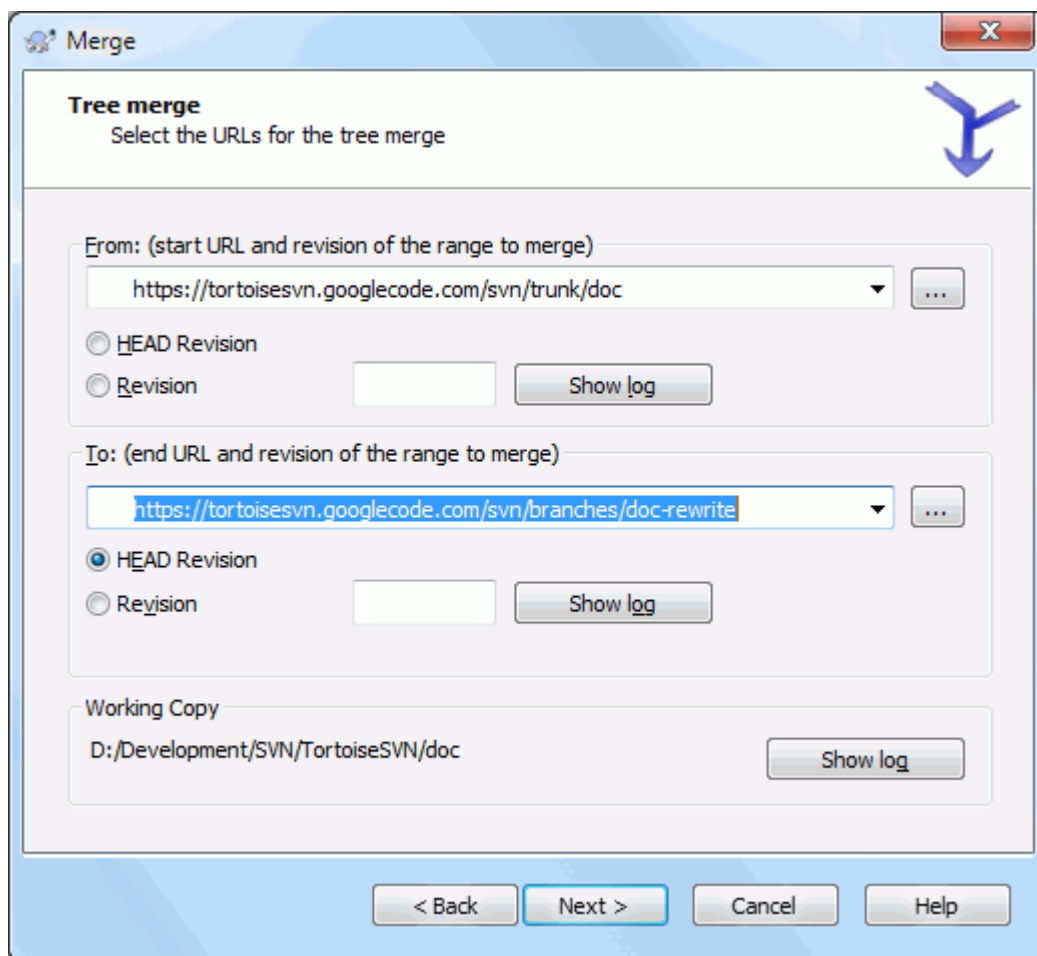 Merge
Tree merge
Select the URLs for the tree merge
From: (start URL and revision of the range to merge)
https://tortoisesvn.googlecode.com/svn/trunk/doc
...
HEAD Revision
Revision
Show log
To: (end URL and revision of the range to merge)
https://tortoisesvn.googlecode.com/svn/branches/doc-rewrite
...
HEAD Revision
Revision
Show log
Working Copy
D:/Development/SVN/TortoiseSVN/doc
Show log
< Back Next > Cancel Help